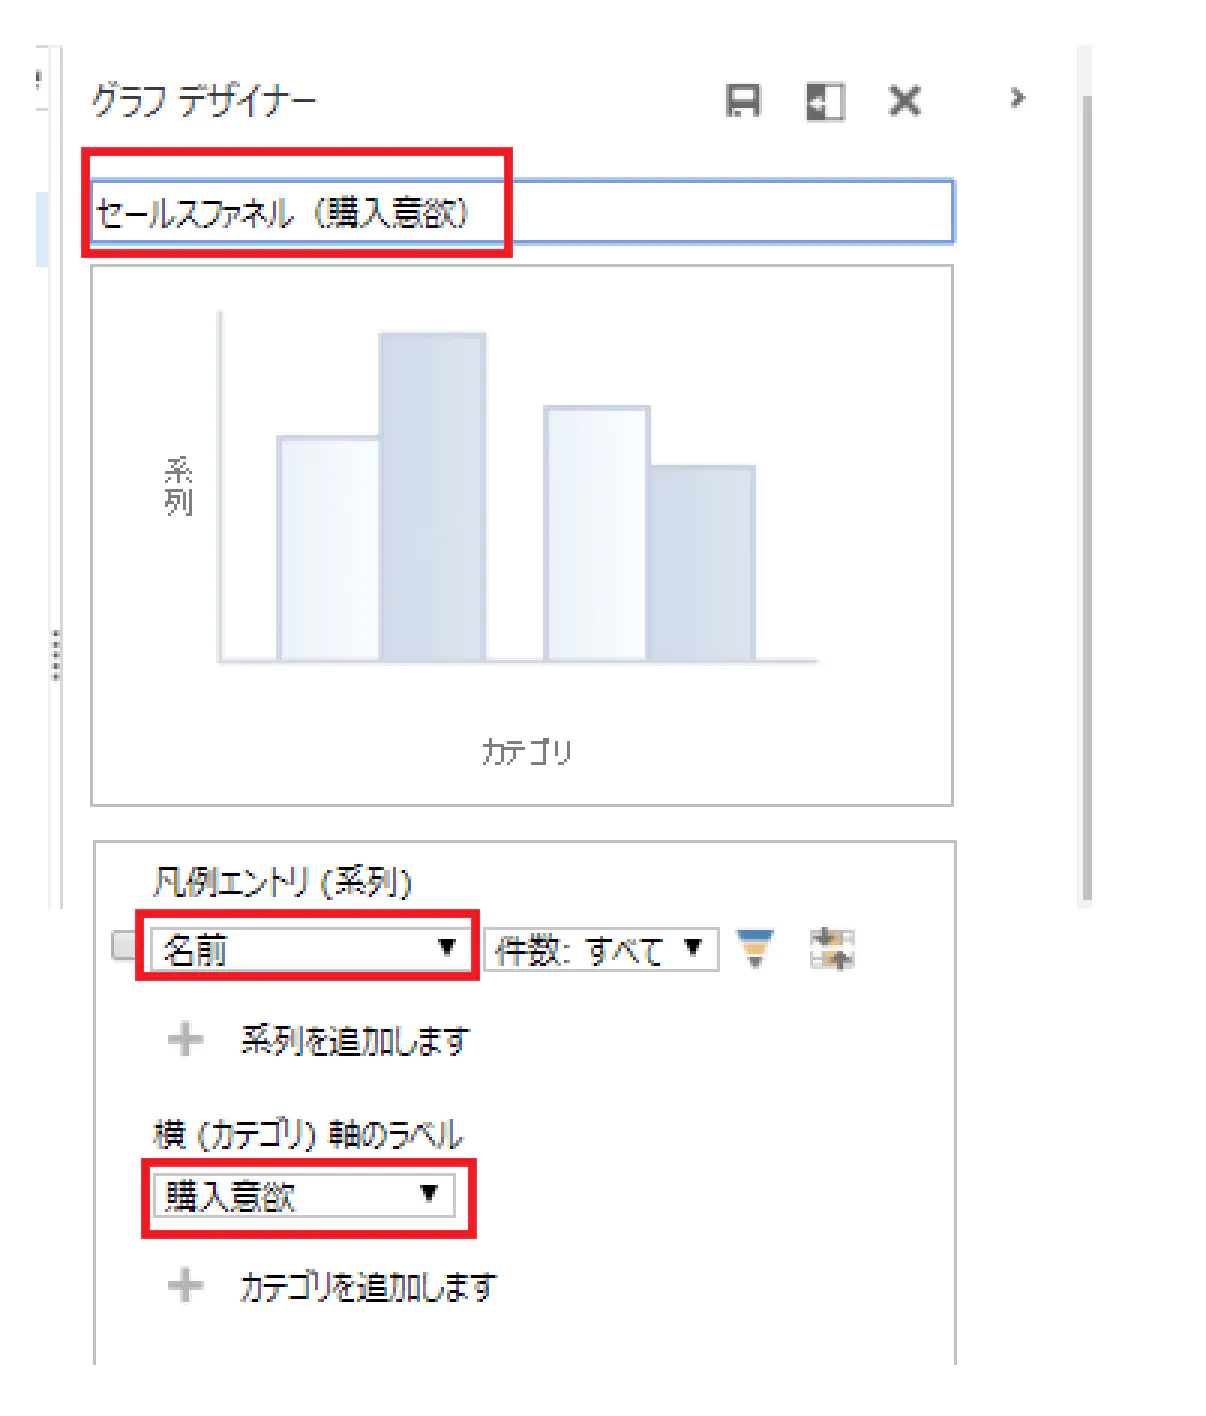 グラフ デザイナー
セールスファネル（購入意欲）
系列
カテゴリ
凡例エントリ (系列)
名前 件数: すべて
系列を追加します
横 (カテゴリ) 軸のラベル
購入意欲
カテゴリを追加します